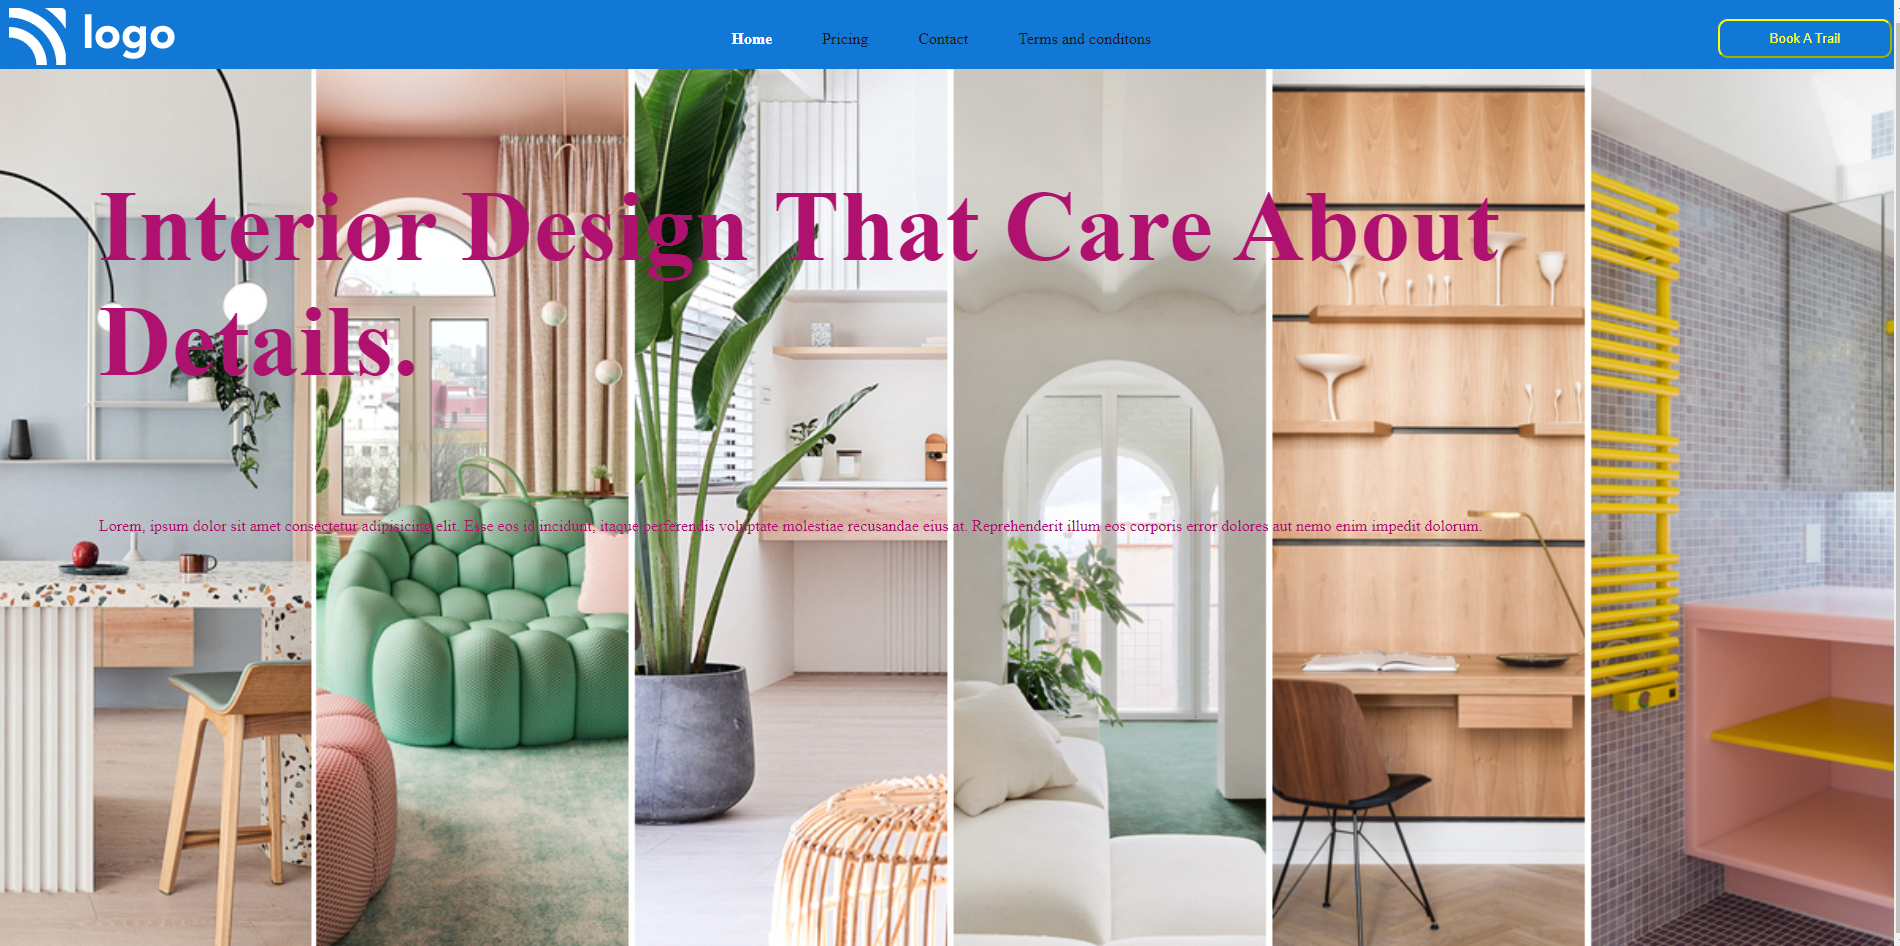 logo
Home
Pricing
Contact
Terms and conditons
Book A Trail
Interior Design That Care About
Details.
Lorem, ipsum dolor sit amet consectetur adipisicing elit. Esse eos id incidunt, itaque perferendis voluptate molestiae recusandae eius at. Reprehenderit illum eos corporis error dolores aut nemo enim impedit dolorum.